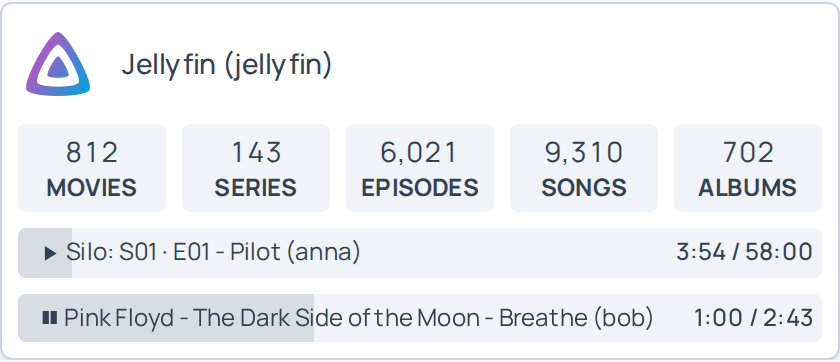 Jellyfin (jellyfin)
812 143 6,021 9,310 702
MOVIES SERIES EPISODES SONGS ALBUMS
Silo: S01 · E01 - Pilot (anna) 3:54 / 58:00
Pink Floyd - The Dark Side of the Moon - Breathe (bob) 1:00 / 2:43